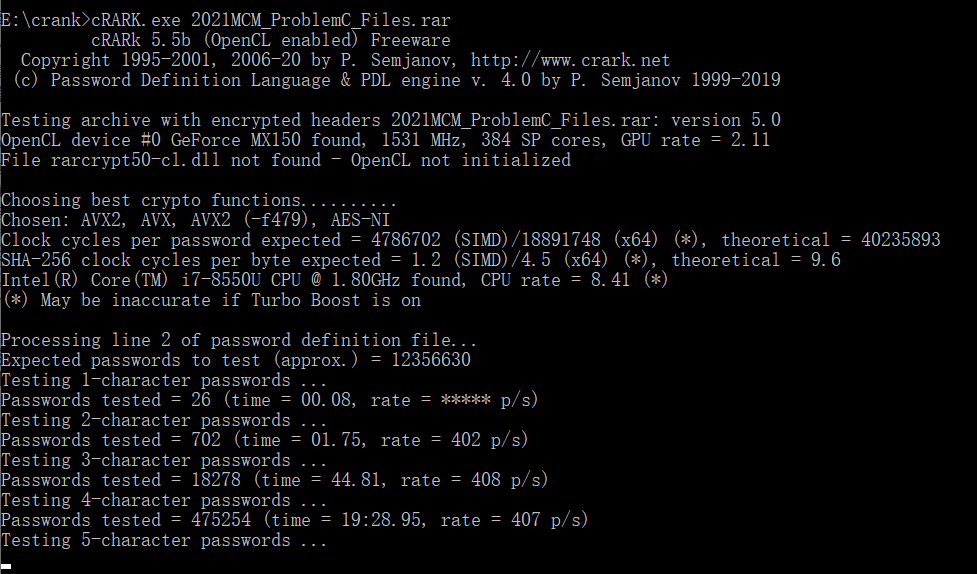 E:\crank>cRARK.exe 2021MCM_ProblemC_Files.rar
cRARk 5.5b (OpenCL enabled) Freeware
Copyright 1995-2001, 2006-20 by P. Semjanov, http://www.crark.net
(c) Password Definition Language & PDL engine v. 4.0 by P. Semjanov 1999-2019
Testing archive with encrypted headers 2021MCM_ProblemC_Files.rar: version 5.0
OpenCL device #0 GeForce MX150 found, 1531 MHz, 384 SP cores, GPU rate = 2.11
File rarcrypt50-cl.dll not found - OpenCL not initialized
Choosing best crypto functions..........
Chosen: AVX2, AVX, AVX2 (-f479), AES-NI
Clock cycles per password expected = 4786702 (SIMD)/18891748 (x64) (*), theoretical = 40235893
SHA-256 clock cycles per byte expected = 1.2 (SIMD)/4.5 (x64) (*), theoretical = 9.6
Intel(R) Core(TM) i7-8550U CPU @ 1.80GHz found, CPU rate = 8.41 (*)
(*) May be inaccurate if Turbo Boost is on
Processing line 2 of password definition file...
Expected passwords to test (approx.) = 12356630
Testing 1-character passwords ...
Passwords tested = 26 (time = 00.08, rate = ***** p/s)
Testing 2-character passwords ...
Passwords tested = 702 (time = 01.75, rate = 402 p/s)
Testing 3-character passwords ...
Passwords tested = 18278 (time = 44.81, rate = 408 p/s)
Testing 4-character passwords ...
Passwords tested = 475254 (time = 19:28.95, rate = 407 p/s)
Testing 5-character passwords ...